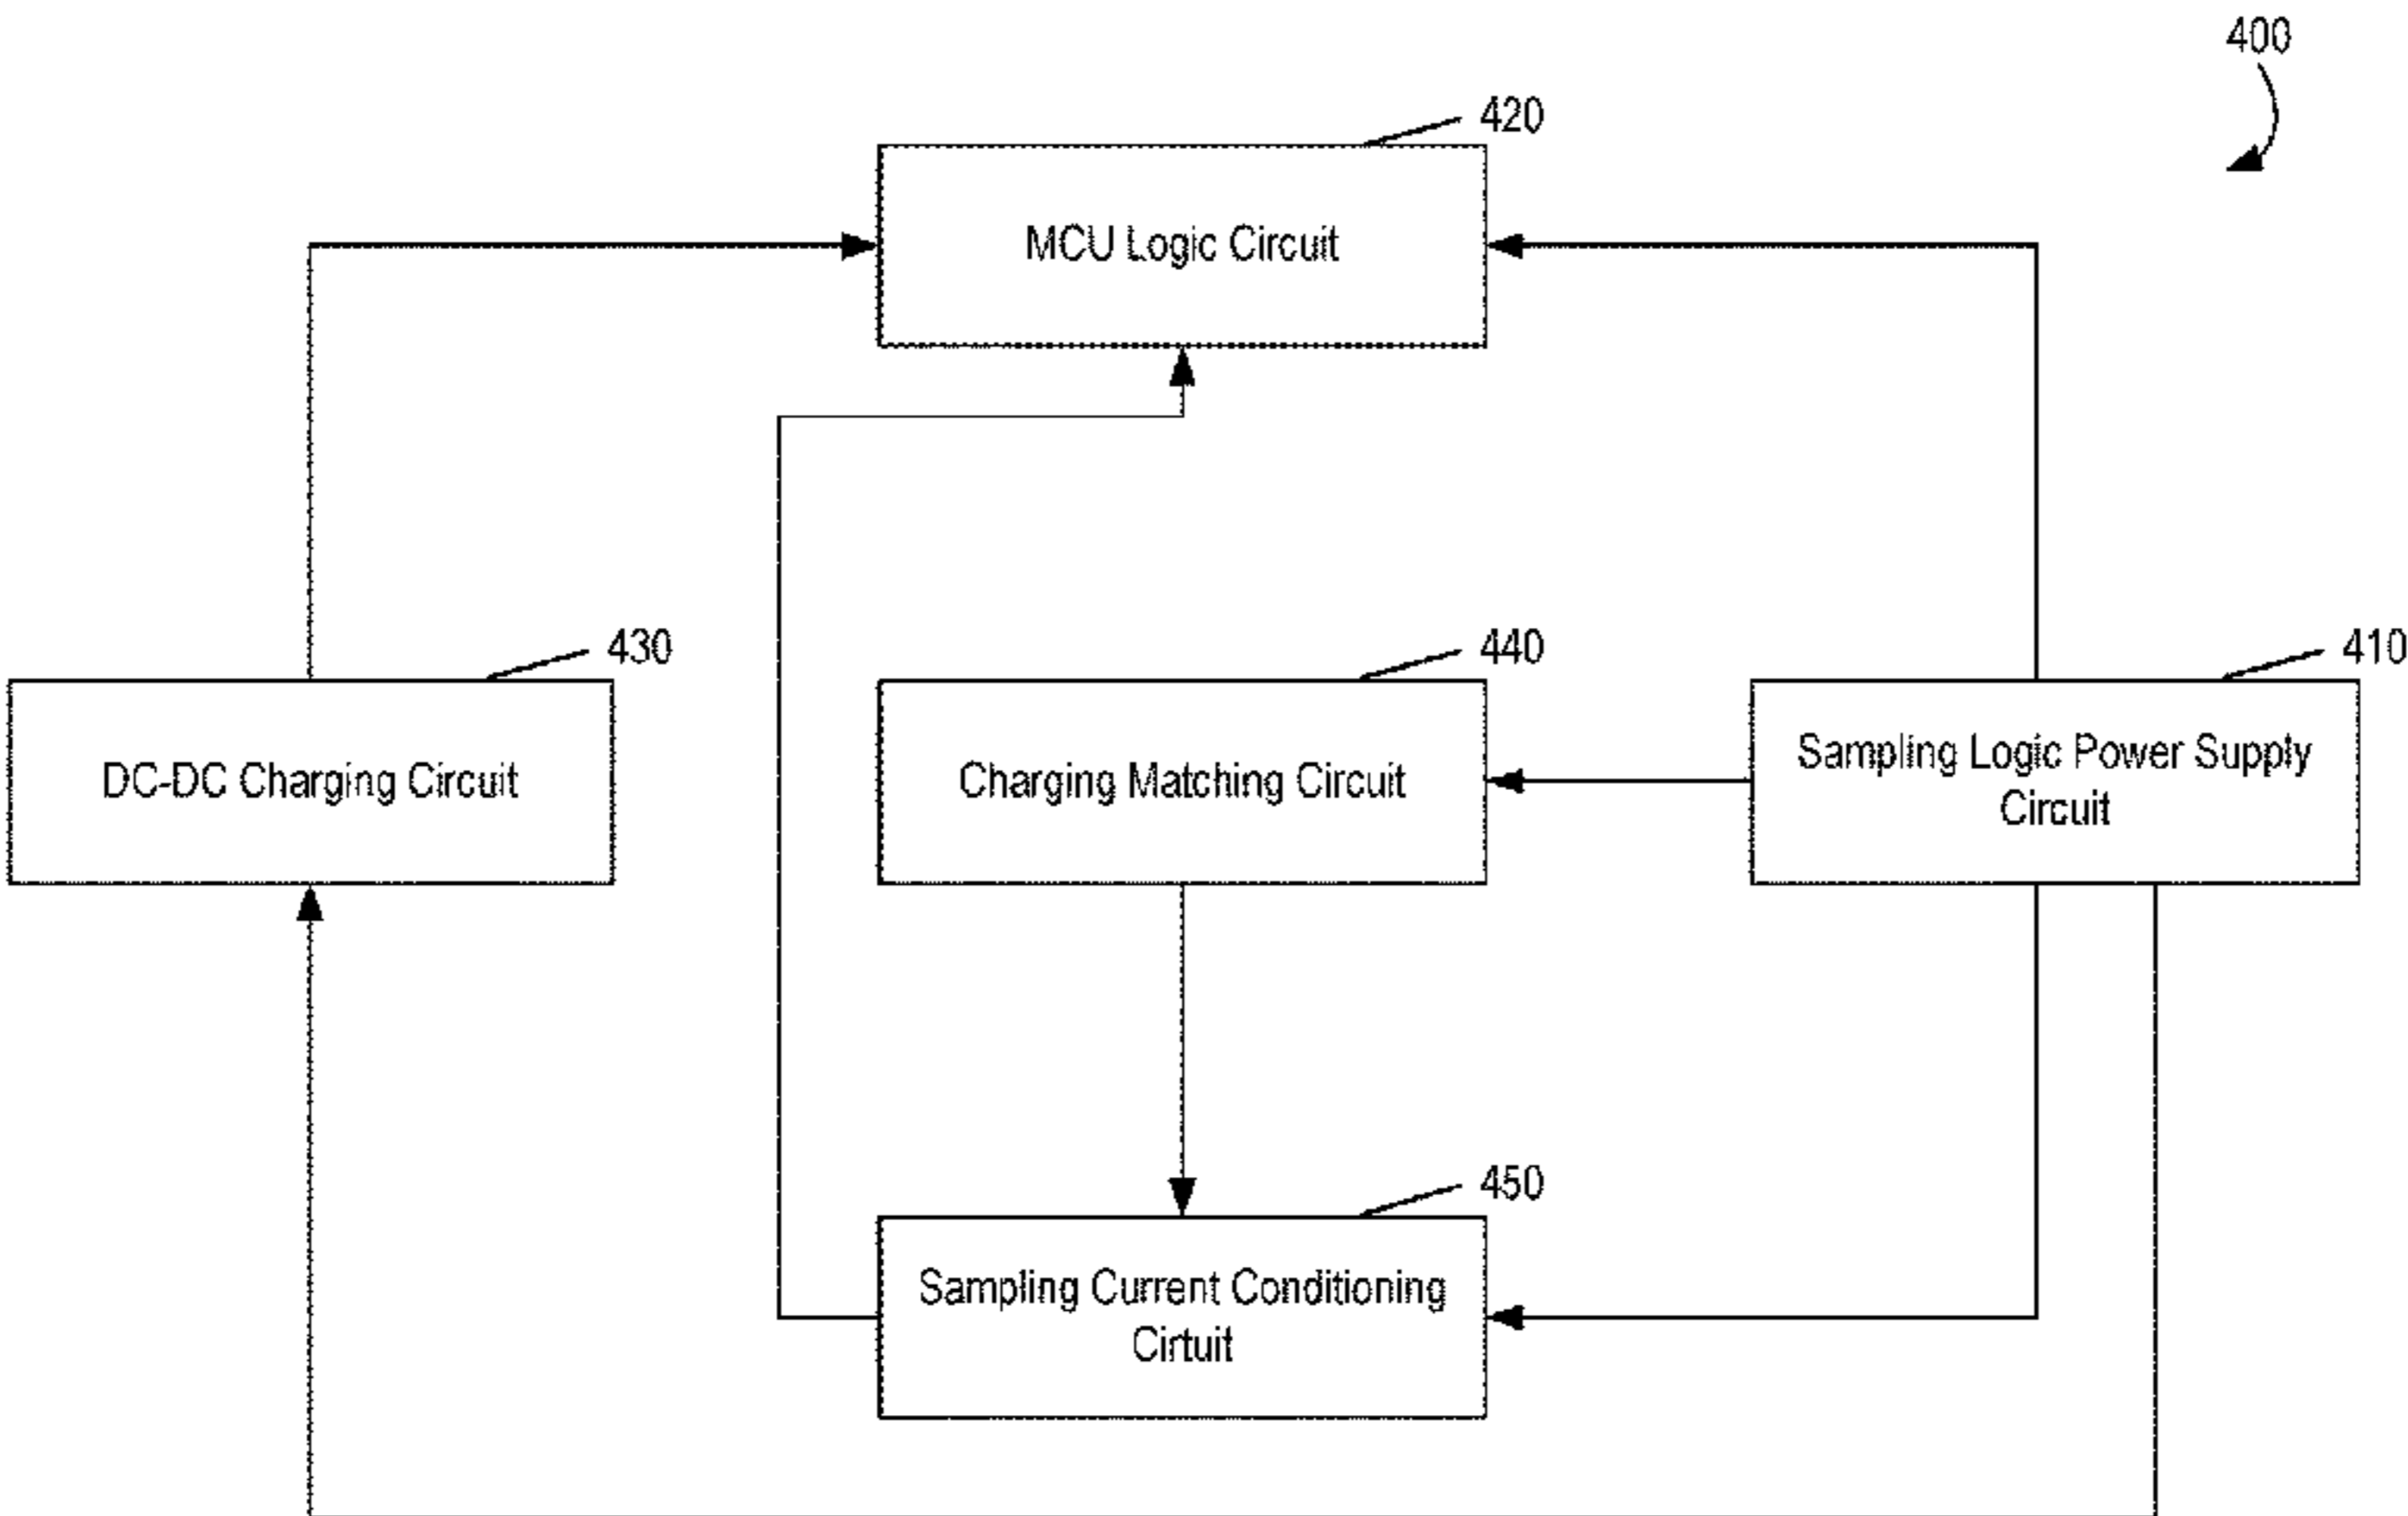 400
420
MCU Logic Circuit
430
440
410
DC-DC Charging Circuit
Charging Matching Circuit
Sampling Logic Power Supply
Circuit
450
Sampling Current Conditioning
Cirtuit